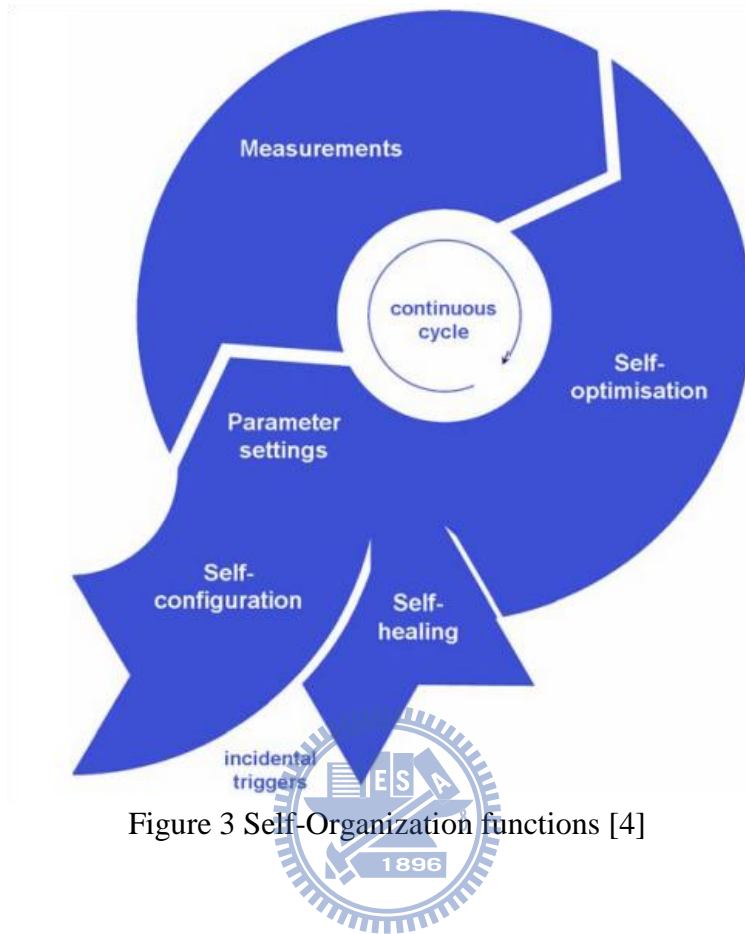 Measurements
continuous
cycle
Self-
optimisation
Parameter
settings
Self-
configuration
Self-
healing
incidental
triggers
E S A
Figure 3 Self-Organization functions [4]
1896